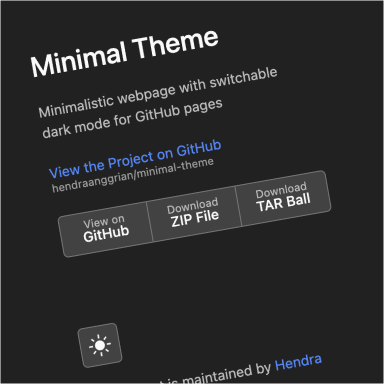 Minimal Theme
Minimalistic webpage with switchable
dark mode for GitHub pages
View the Project on GitHub
hendraanggrian/minimal-theme
View on
GitHub
Download
ZIP File
Download
TAR Ball
is maintained by Hendra